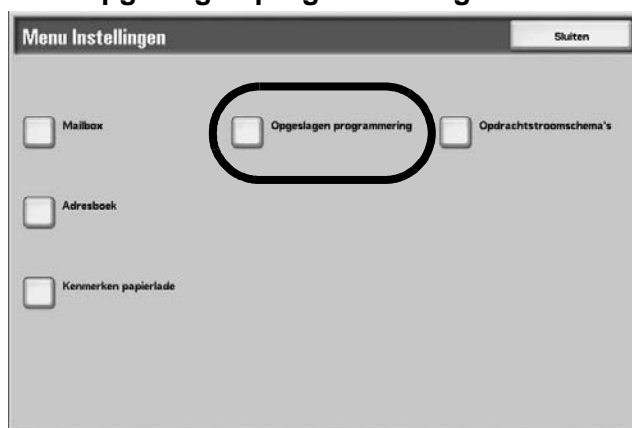 Menu Instellingen Sluiten
Mailbox Opgeslagen programmering Opdrachtstroomschema's
Adresboek
Kenmerken papierlade